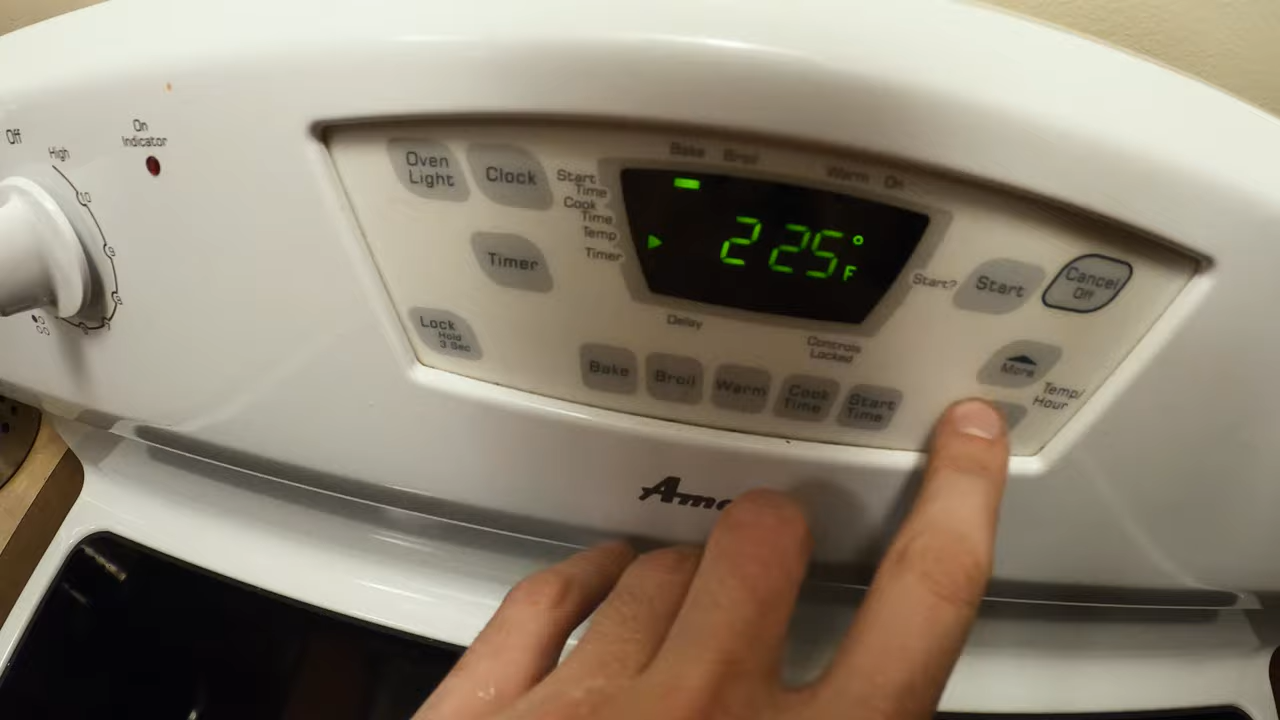 Off
High
On
Indicator
10
9
Oven
Light
Clock
Timer
Lock
Hold
3 Sec
Start
Time
Cook
Time
Temp
Timer
Bake
Broil
Warm
On
225°F
Delay
Controls
Locked
Start?
Start
Cancel
Off
More
Temp/
Hour
Bake
Broil
Warm
Cook
Time
Start
Time